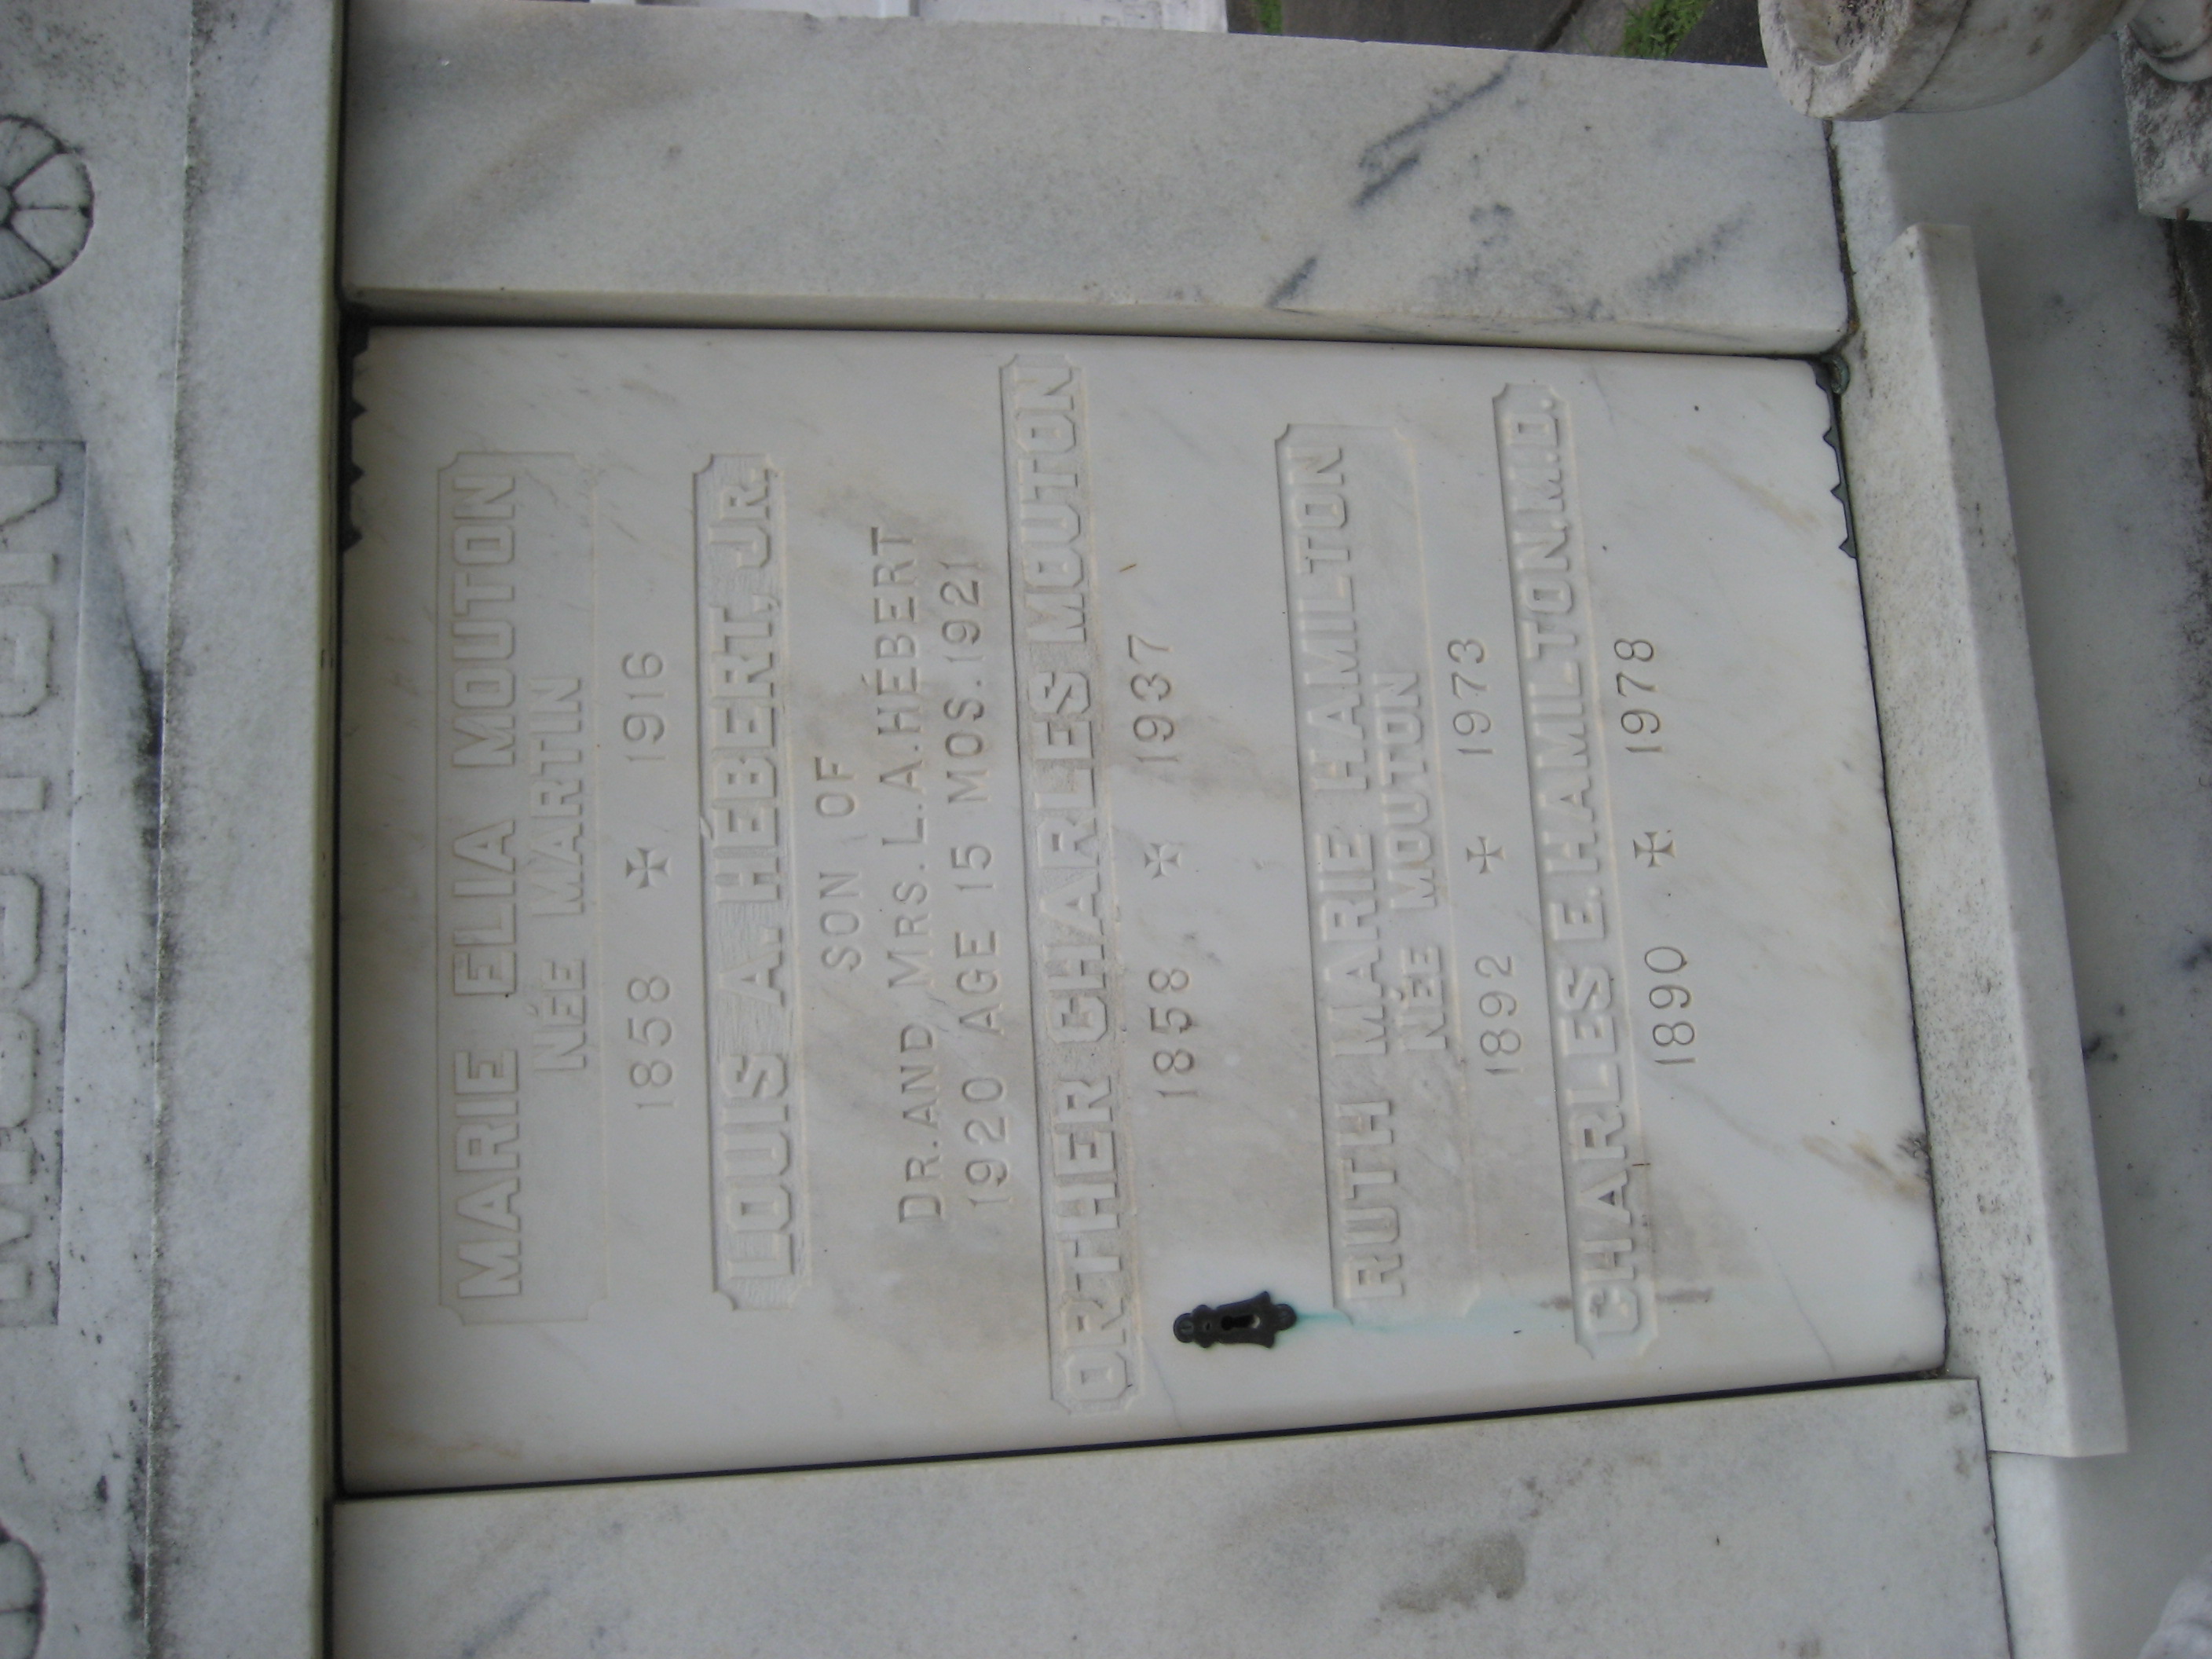 MOUTON
MARIE ELIA MOUTON
NÉE MARTIN
1858 ✠ 1916
LOUIS A. HÉBERT, JR.
SON OF
DR. AND MRS. L. A. HÉBERT
1920 AGE 15 MOS. 1921
ORTHER CHARLES MOUTON
1858 ✠ 1937
RUTH MARIE HAMILTON
NÉE MOUTON
1892 ✠ 1973
CHARLES E. HAMILTON. M.D.
1890 ✠ 1978